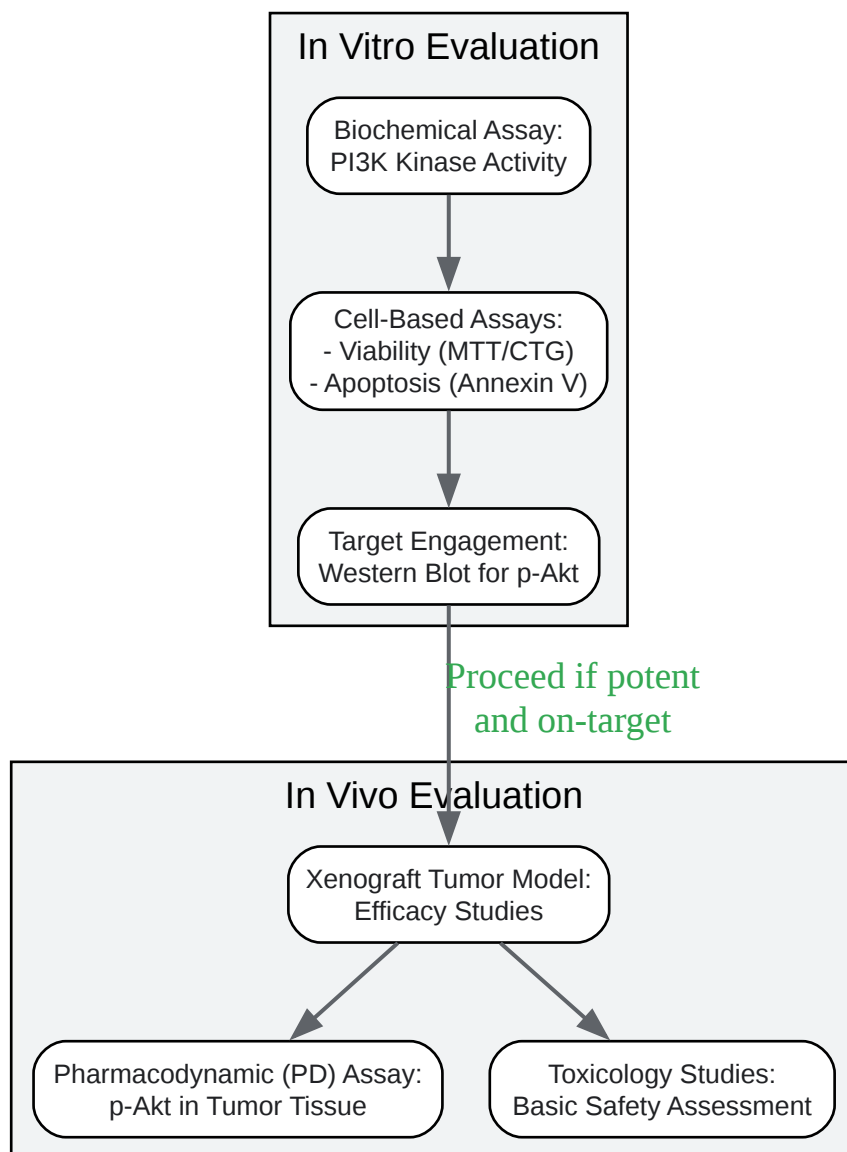 In Vitro Evaluation
Biochemical Assay:
PI3K Kinase Activity
Cell-Based Assays:
- Viability (MTT/CTG)
- Apoptosis (Annexin V)
Target Engagement:
Western Blot for p-Akt
Proceed if potent
and on-target
In Vivo Evaluation
Xenograft Tumor Model:
Efficacy Studies
Pharmacodynamic (PD) Assay:
p-Akt in Tumor Tissue
Toxicology Studies:
Basic Safety Assessment